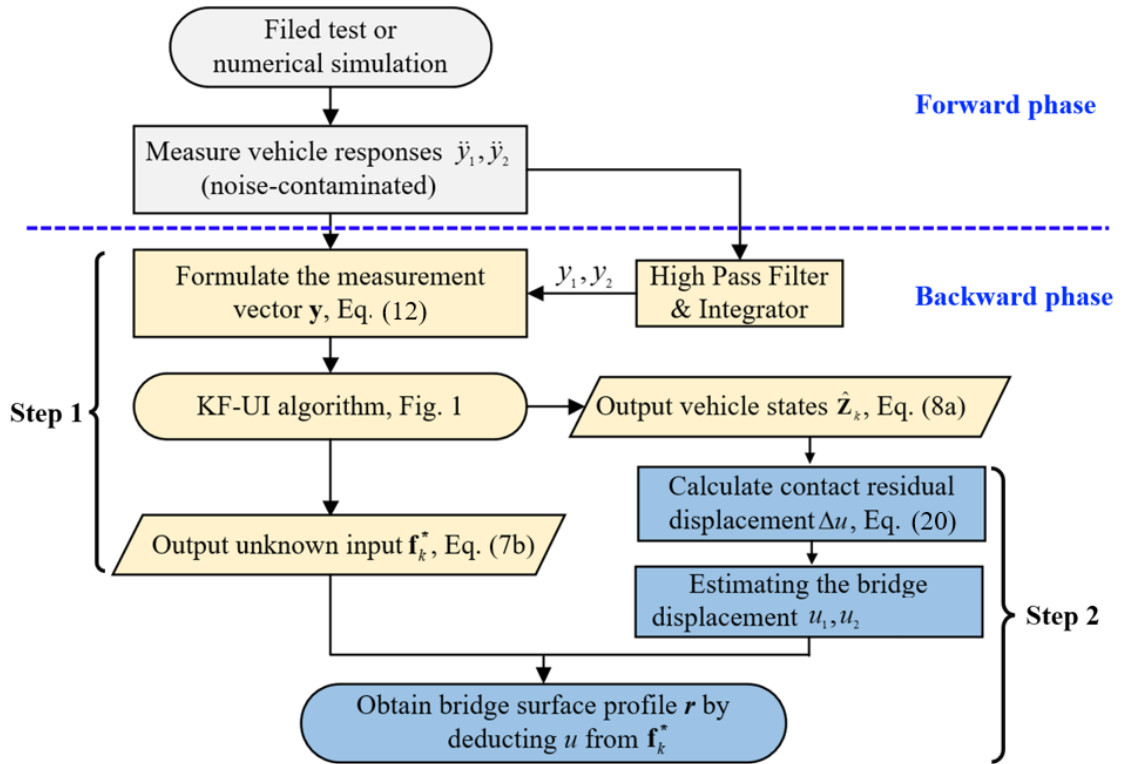 Filed test or
numerical simulation
Forward phase
Measure vehicle responses ÿ₁, ÿ₂
(noise-contaminated)
Formulate the measurement
vector y, Eq. (12)
y₁, y₂
High Pass Filter
& Integrator
Backward phase
Step 1
KF-UI algorithm, Fig. 1
Output vehicle states ẑₖ, Eq. (8a)
Calculate contact residual
displacement Δu, Eq. (20)
Output unknown input fₖ*, Eq. (7b)
Estimating the bridge
displacement u₁, u₂
Step 2
Obtain bridge surface profile r by
deducting u from fₖ*